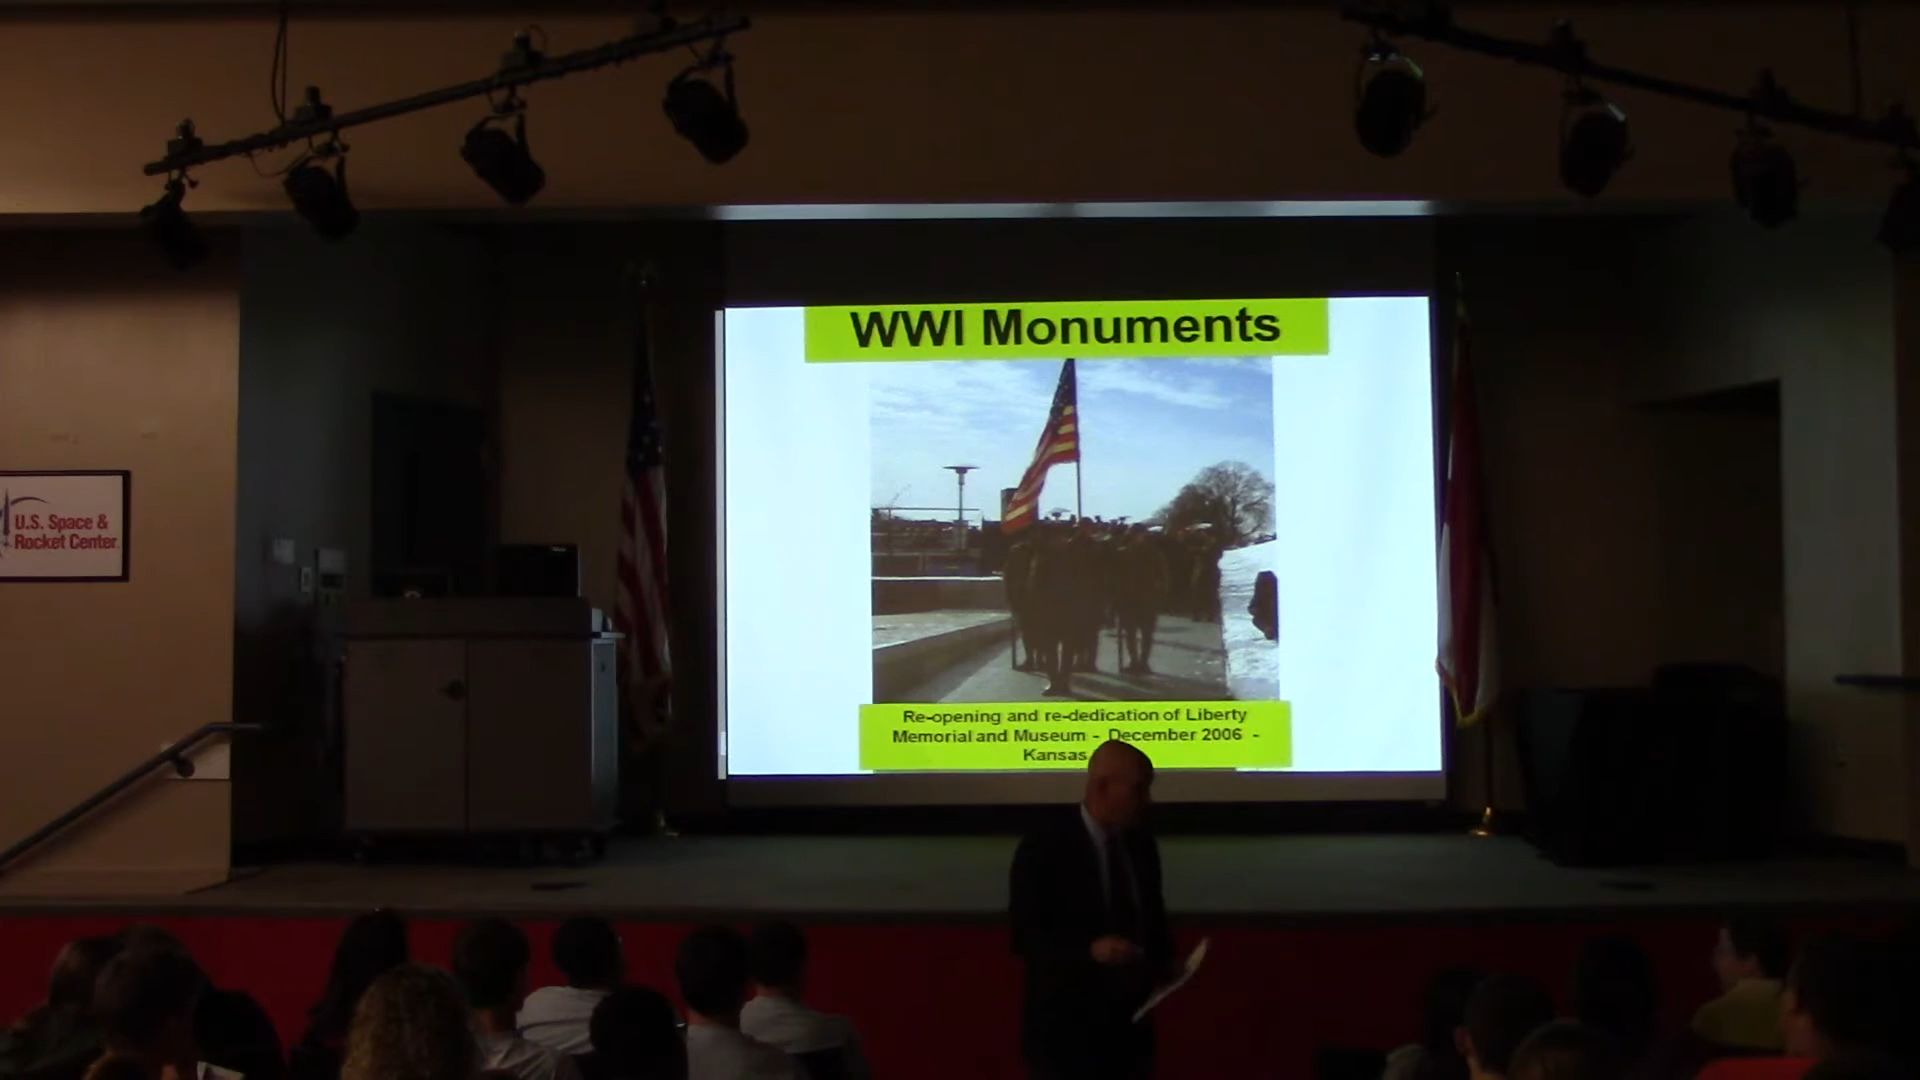 WWI Monuments
Re-opening and re-dedication of Liberty
Memorial and Museum - December 2006 -
Kansas
U.S. Space &
Rocket Center